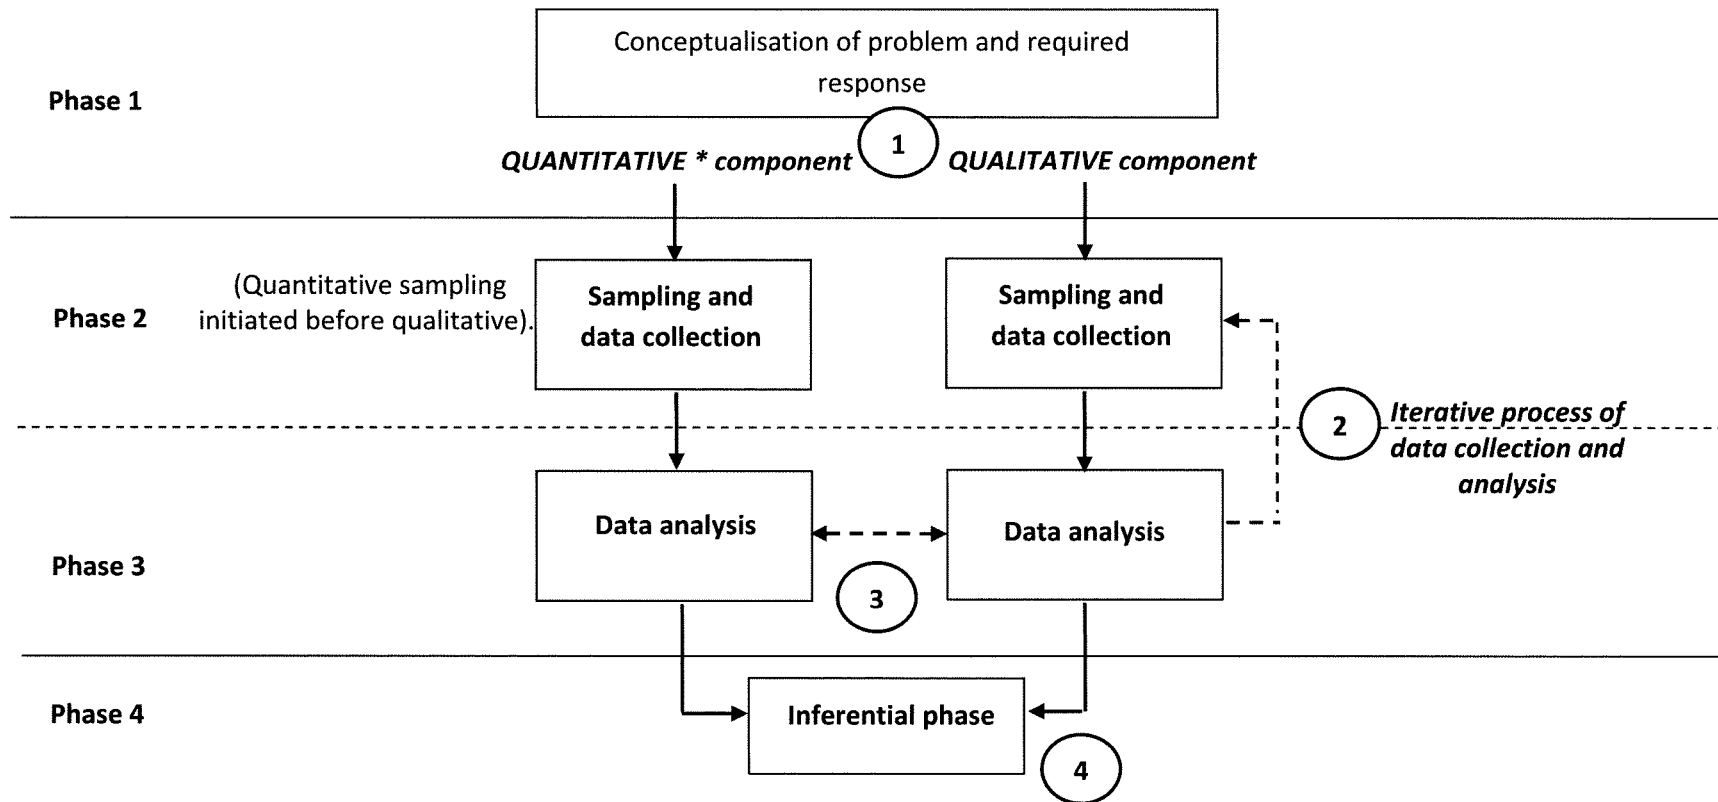 Conceptualisation of problem and required
response
Phase 1
1
QUANTITATIVE * component
QUALITATIVE component
Phase 2
(Quantitative sampling
initiated before qualitative).
Sampling and
data collection
Sampling and
data collection
2
Iterative process of
data collection and
analysis
Phase 3
Data analysis
Data analysis
3
Phase 4
Inferential phase
4